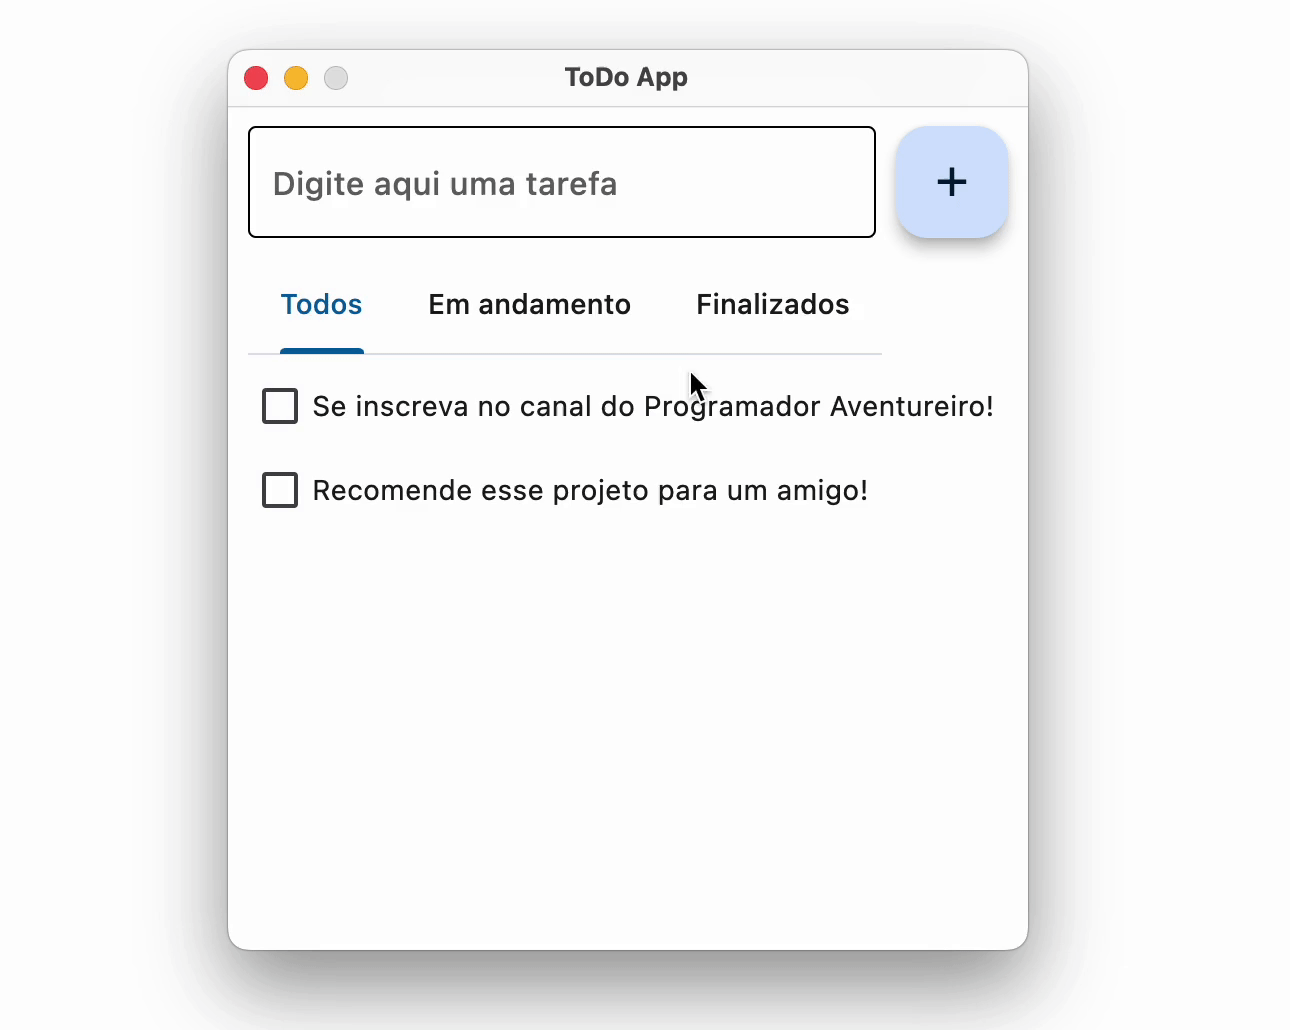 ToDo App
Digite aqui uma tarefa
+
Todos Em andamento Finalizados
Se inscreva no canal do Programador Aventureiro!
Recomende esse projeto para um amigo!